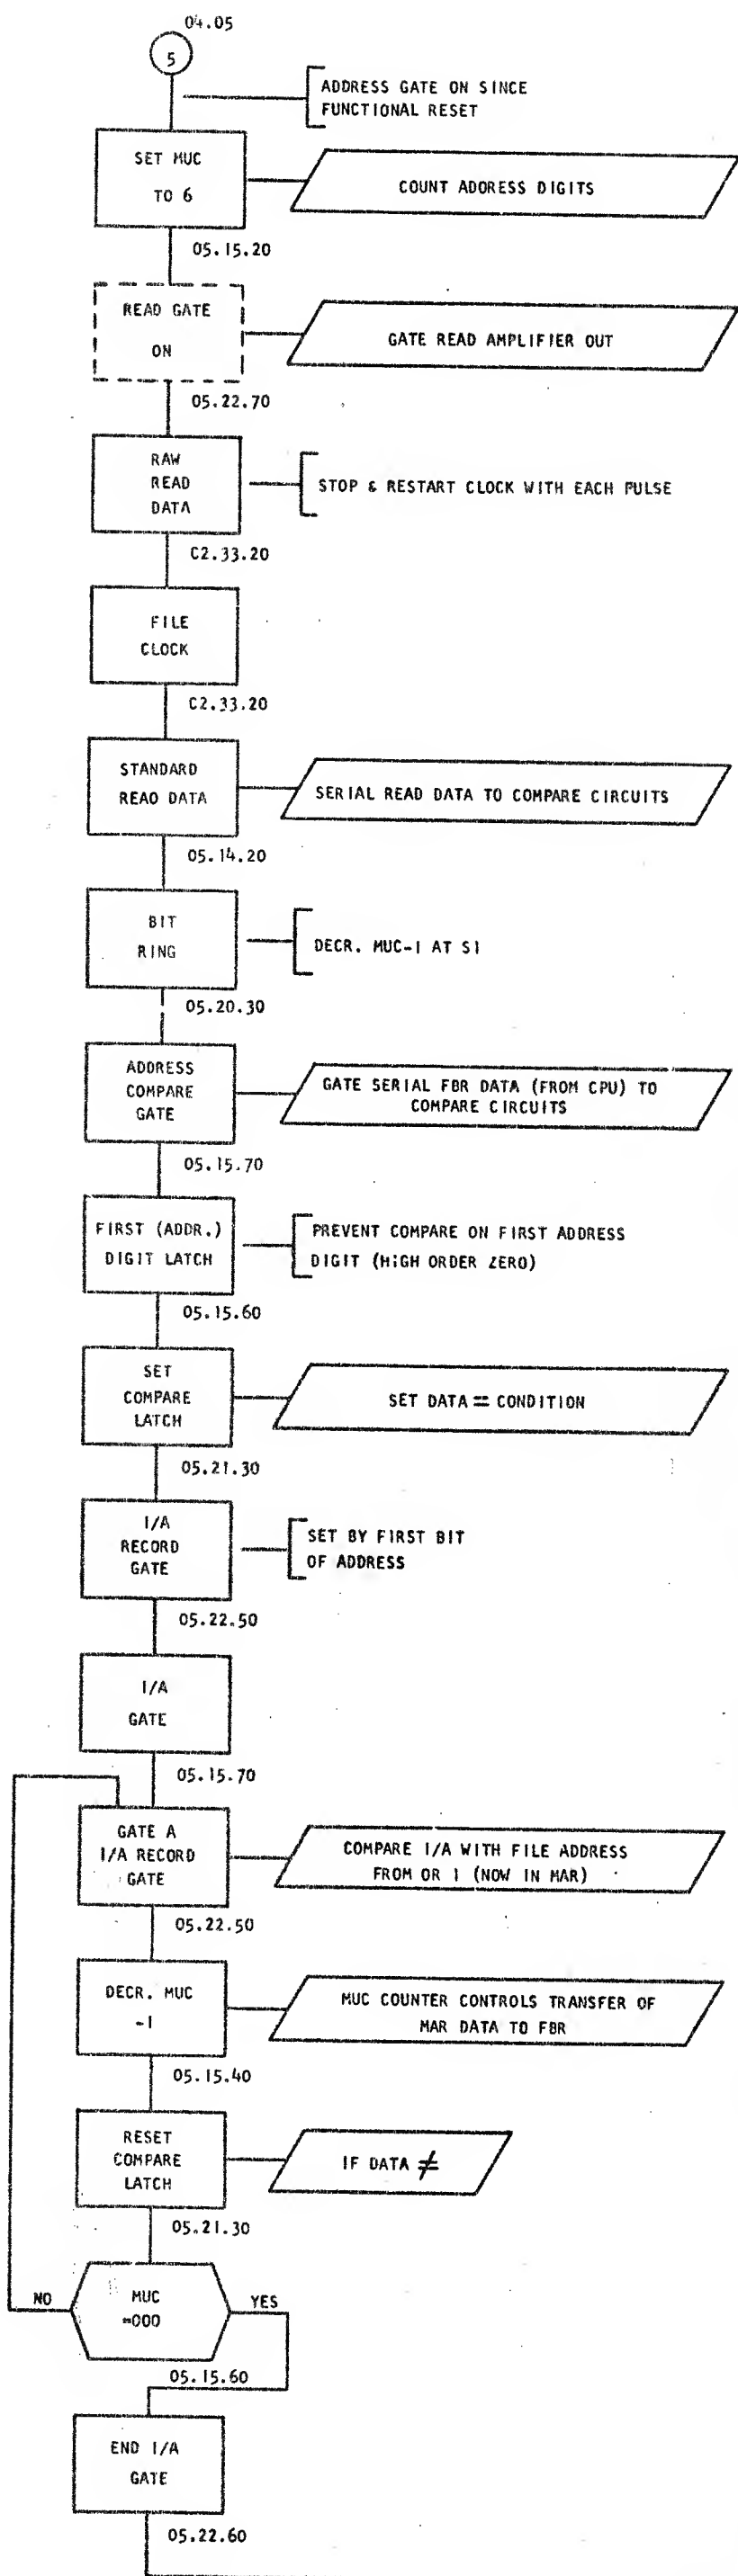 04.05
5
ADDRESS GATE ON SINCE
FUNCTIONAL RESET
SET MUC
TO 6
COUNT ADDRESS DIGITS
05.15.20
READ GATE
ON
GATE READ AMPLIFIER OUT
05.22.70
RAW
READ
DATA
STOP & RESTART CLOCK WITH EACH PULSE
C2.33.20
FILE
CLOCK
C2.33.20
STANDARD
READ DATA
SERIAL READ DATA TO COMPARE CIRCUITS
05.14.20
BIT
RING
DECR. MUC-1 AT S1
05.20.30
ADDRESS
COMPARE
GATE
GATE SERIAL FBR DATA (FROM CPU) TO
COMPARE CIRCUITS
05.15.70
FIRST (ADDR.)
DIGIT LATCH
PREVENT COMPARE ON FIRST ADDRESS
DIGIT (HIGH ORDER ZERO)
05.15.60
SET
COMPARE
LATCH
SET DATA = CONDITION
05.21.30
I/A
RECORD
GATE
SET BY FIRST BIT
OF ADDRESS
05.22.50
I/A
GATE
05.15.70
GATE A
I/A RECORD
GATE
COMPARE I/A WITH FILE ADDRESS
FROM OR 1 (NOW IN MAR)
05.22.50
DECR. MUC
-1
MUC COUNTER CONTROLS TRANSFER OF
MAR DATA TO FBR
05.15.40
RESET
COMPARE
LATCH
IF DATA ≠
05.21.30
NO
MUC
=000
YES
05.15.60
END I/A
GATE
05.22.60